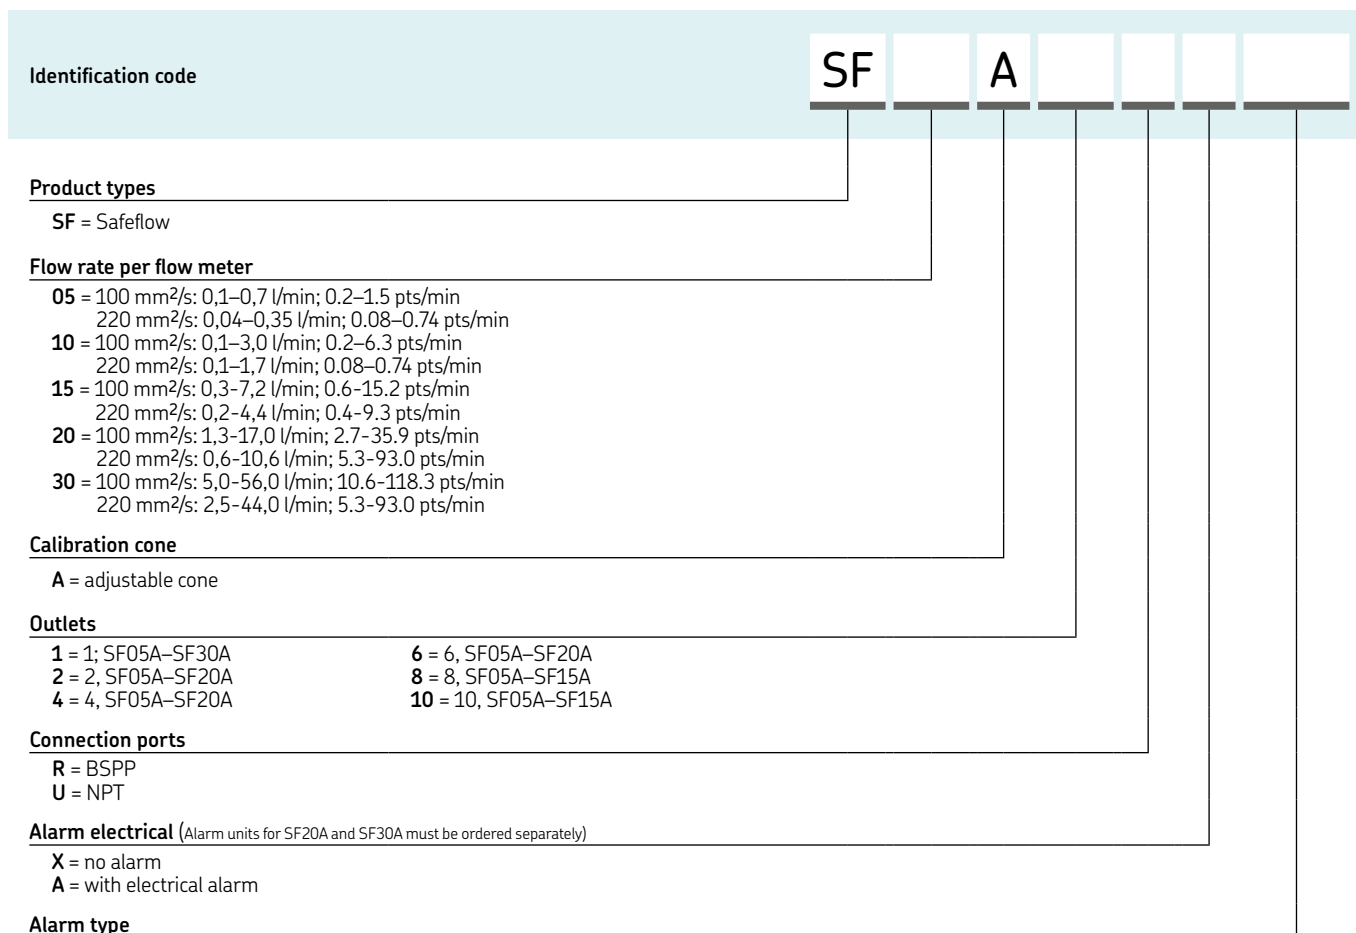 Identification code
SF A
Product types
SF = Safeflow
Flow rate per flow meter
05 = 100 mm²/s: 0,1–0,7 l/min; 0.2–1.5 pts/min
220 mm²/s: 0,04–0,35 l/min; 0.08–0.74 pts/min
10 = 100 mm²/s: 0,1–3,0 l/min; 0.2–6.3 pts/min
220 mm²/s: 0,1–1,7 l/min; 0.08–0.74 pts/min
15 = 100 mm²/s: 0,3-7,2 l/min; 0.6-15.2 pts/min
220 mm²/s: 0,2-4,4 l/min; 0.4-9.3 pts/min
20 = 100 mm²/s: 1,3-17,0 l/min; 2.7-35.9 pts/min
220 mm²/s: 0,6-10,6 l/min; 5.3-93.0 pts/min
30 = 100 mm²/s: 5,0-56,0 l/min; 10.6-118.3 pts/min
220 mm²/s: 2,5-44,0 l/min; 5.3-93.0 pts/min
Calibration cone
A = adjustable cone
Outlets
1 = 1; SF05A–SF30A
2 = 2, SF05A–SF20A
4 = 4, SF05A–SF20A
6 = 6, SF05A–SF20A
8 = 8, SF05A–SF15A
10 = 10, SF05A–SF15A
Connection ports
R = BSPP
U = NPT
Alarm electrical (Alarm units for SF20A and SF30A must be ordered separately)
X = no alarm
A = with electrical alarm
Alarm type